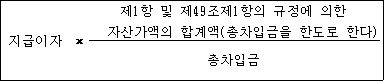 제1항 및 제49조제1항의 규정에 의한
지급이자 × 자산가액의 합계액(총차입금을 한도로 한다)
총차입금